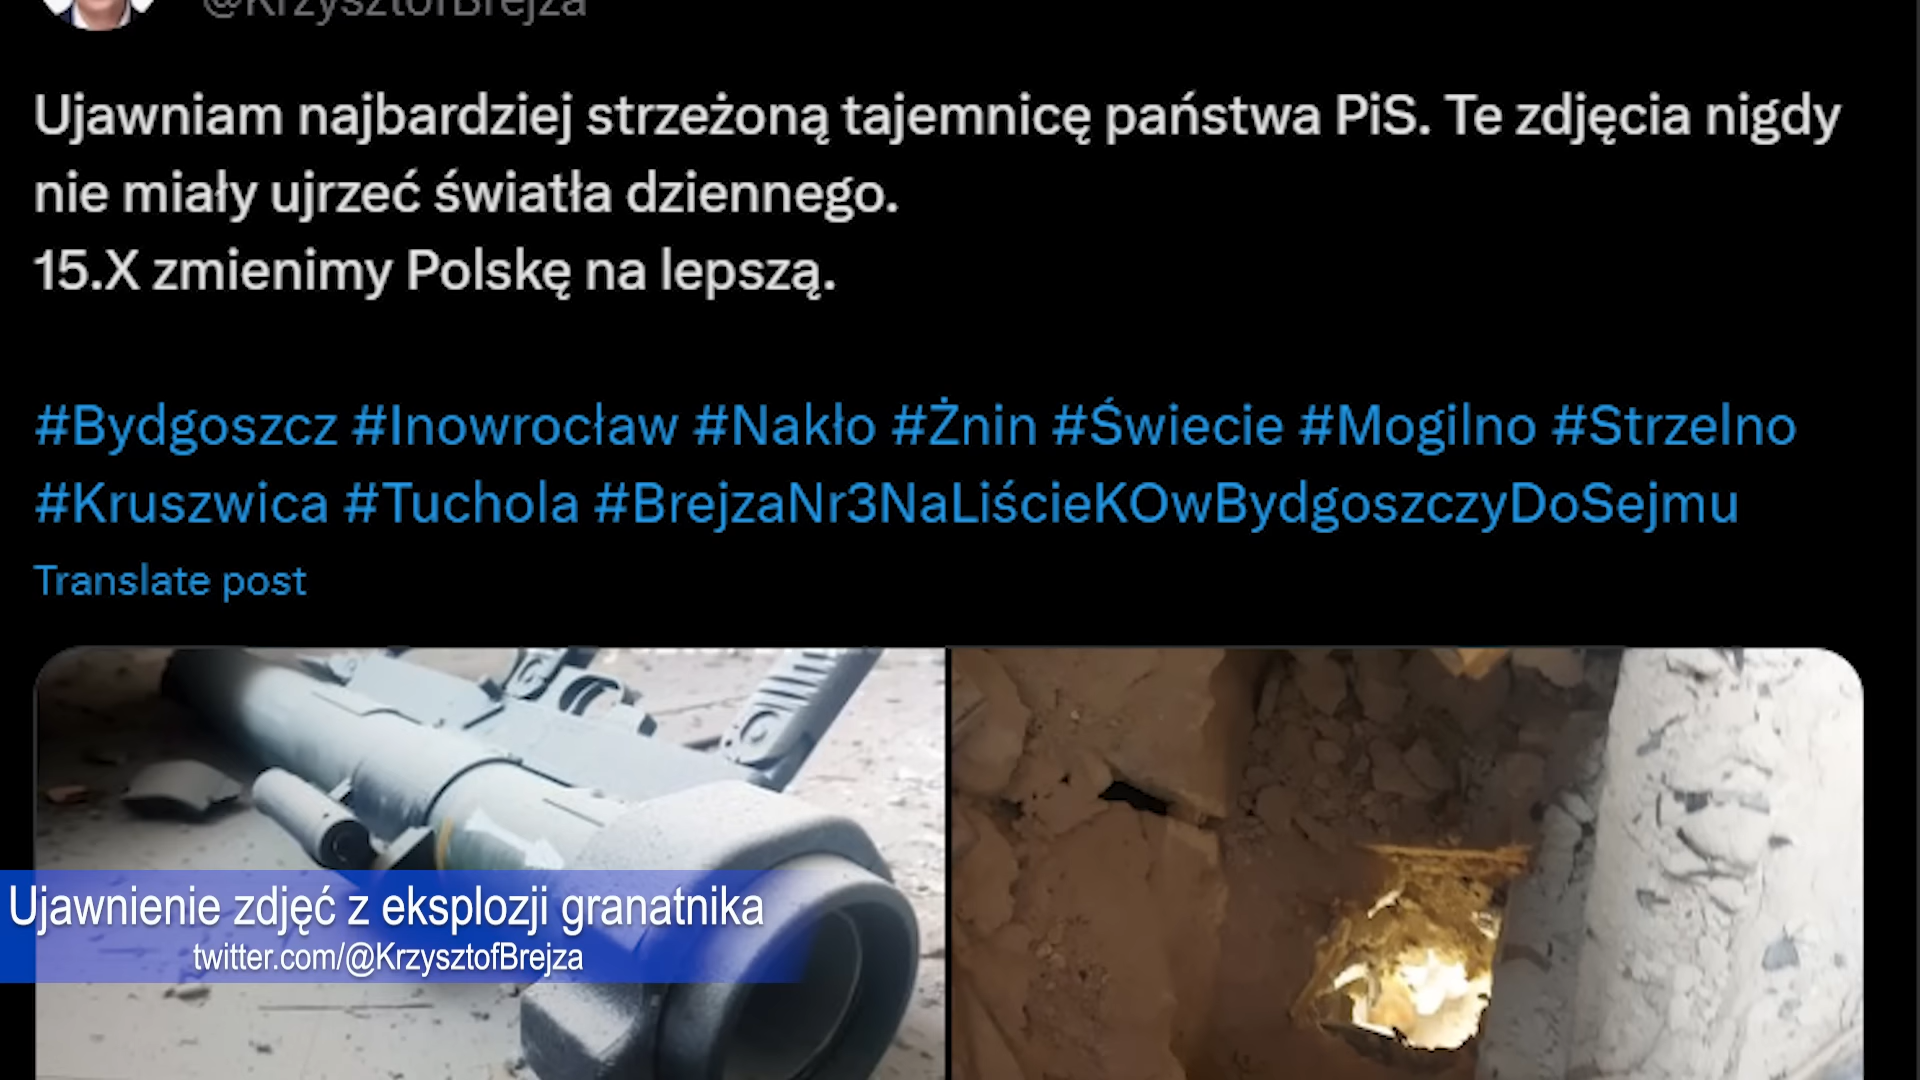 @KrzysztofBrejza
Ujawniam najbardziej strzeżoną tajemnicę państwa PiS. Te zdjęcia nigdy
nie miały ujrzeć światła dziennego.
15.X zmienimy Polskę na lepszą.
#Bydgoszcz #Inowrocław #Nakło #Żnin #Świecie #Mogilno #Strzelno
#Kruszwica #Tuchola #BrejzaNr3NaLiścieKOwBydgoszczyDoSejmu
Translate post
Ujawnienie zdjęć z eksplozji granatnika
twitter.com/@KrzysztofBrejza